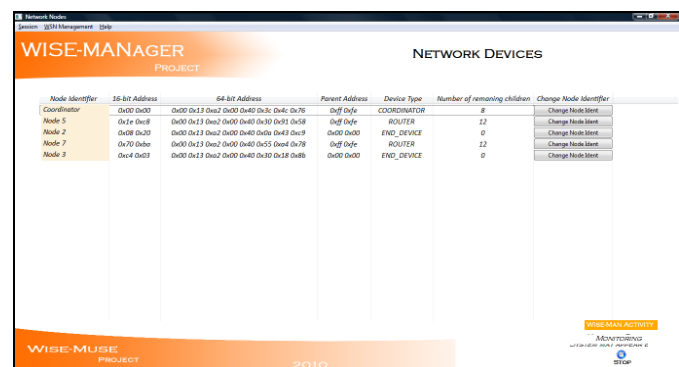 Network Nodes
Session WSN Management Help
WISE-MANAGER
PROJECT
NETWORK DEVICES
Node Identifier 16-bit Address 64-bit Address Parent Address Device Type Number of remaning children Change Node Identifier
Coordinator 0x00 0x00 0x00 0x13 0xa2 0x00 0x40 0x3c 0x4c 0x76 0xff 0xfe COORDINATOR 8 Change Node Ident
Node 5 0x1e 0xc8 0x00 0x13 0xa2 0x00 0x40 0x30 0x91 0x58 0xff 0xfe ROUTER 12 Change Node Ident
Node 2 0x08 0x20 0x00 0x13 0xa2 0x00 0x40 0x0a 0x43 0xc9 0x00 0x00 END_DEVICE 0 Change Node Ident
Node 7 0x70 0xba 0x00 0x13 0xa2 0x00 0x40 0x55 0xa4 0x78 0xff 0xfe ROUTER 12 Change Node Ident
Node 3 0xc4 0x03 0x00 0x13 0xa2 0x00 0x40 0x30 0x18 0x8b 0x00 0x00 END_DEVICE 0 Change Node Ident
WISE-MAN ACTIVITY
MONITORING
WISE-MUSE
PROJECT
2010
STOP